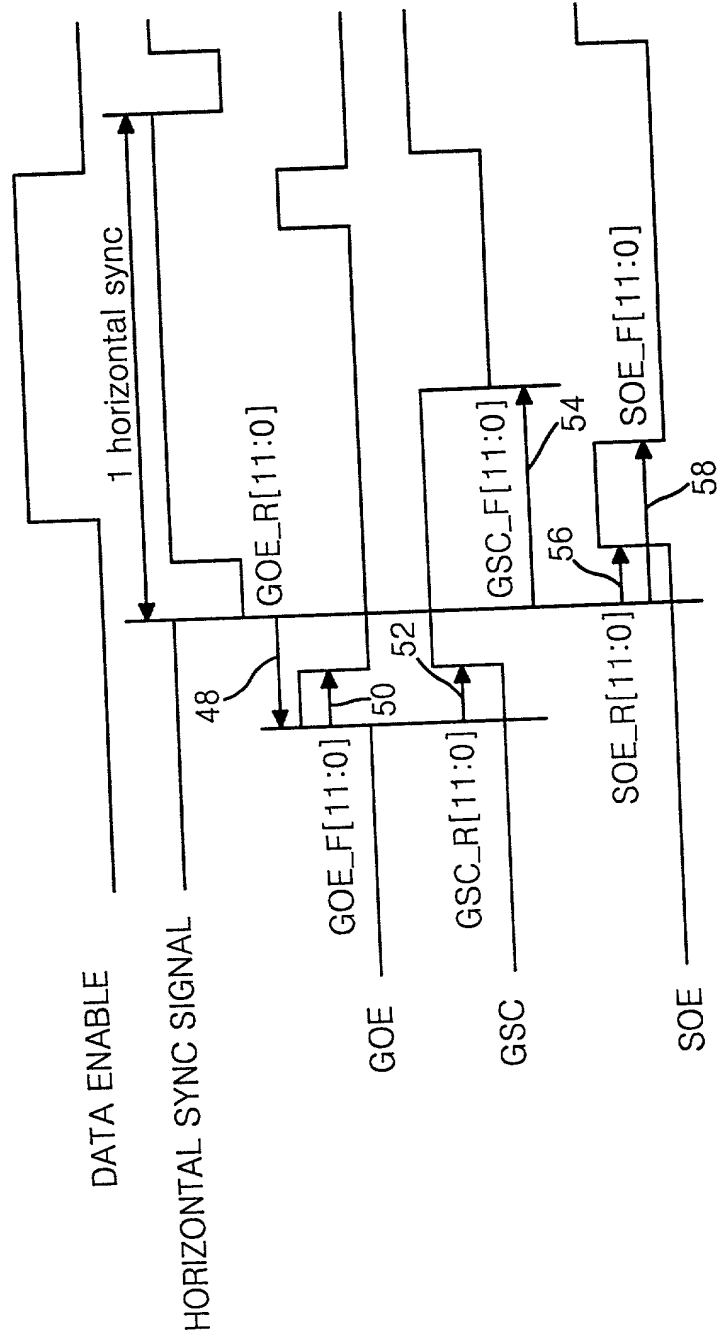 DATA ENABLE
1 horizontal sync
HORIZONTAL SYNC SIGNAL
48
GOE_R[11:0]
GOE_F[11:0]
50
GOE
52
GSC_R[11:0]
GSC_F[11:0]
54
GSC
56
SOE_R[11:0]
SOE_F[11:0]
58
SOE